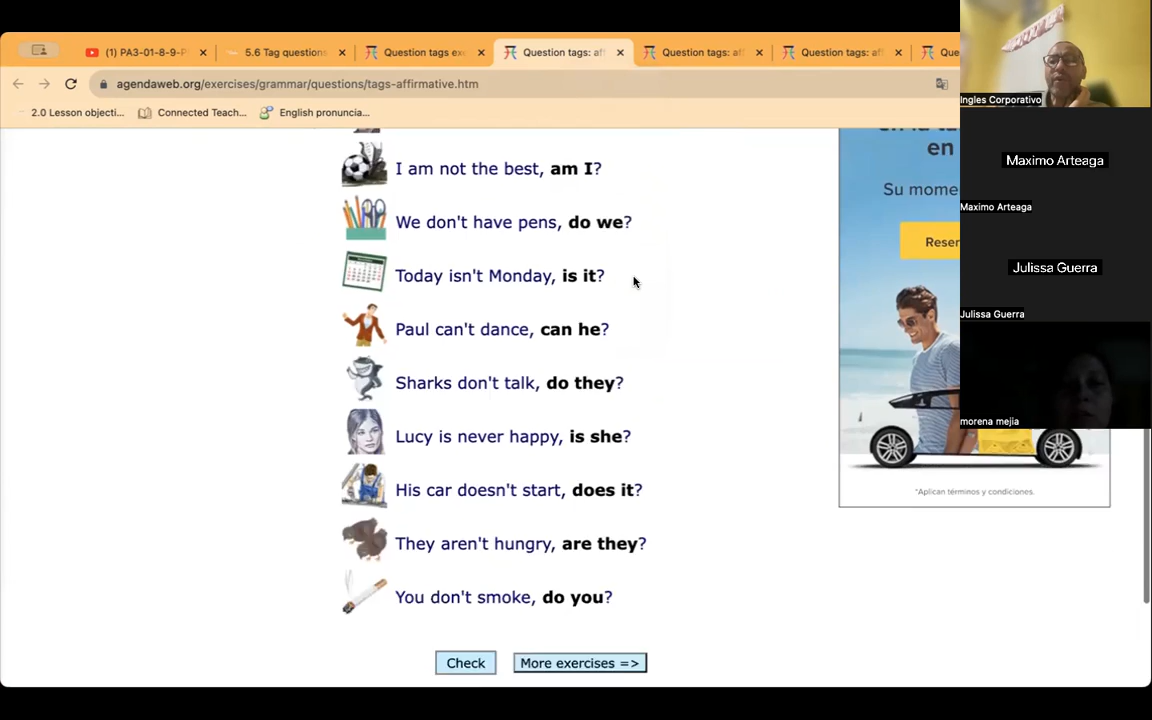 (1) PA3-01-8-9-P
5.6 Tag questions
Question tags exe
Question tags: aff
Question tags: aff
Question tags: aff
Que
agendaweb.org/exercises/grammar/questions/tags-affirmative.htm
2.0 Lesson objecti...
Connected Teach...
English pronuncia...
I am not the best, am I?
We don't have pens, do we?
Today isn't Monday, is it?
Paul can't dance, can he?
Sharks don't talk, do they?
Lucy is never happy, is she?
His car doesn't start, does it?
They aren't hungry, are they?
You don't smoke, do you?
Check
More exercises =>
en
Su mome
Reser
*Aplican términos y condiciones.
Ingles Corporativo
Maximo Arteaga
Maximo Arteaga
Julissa Guerra
Julissa Guerra
morena mejia